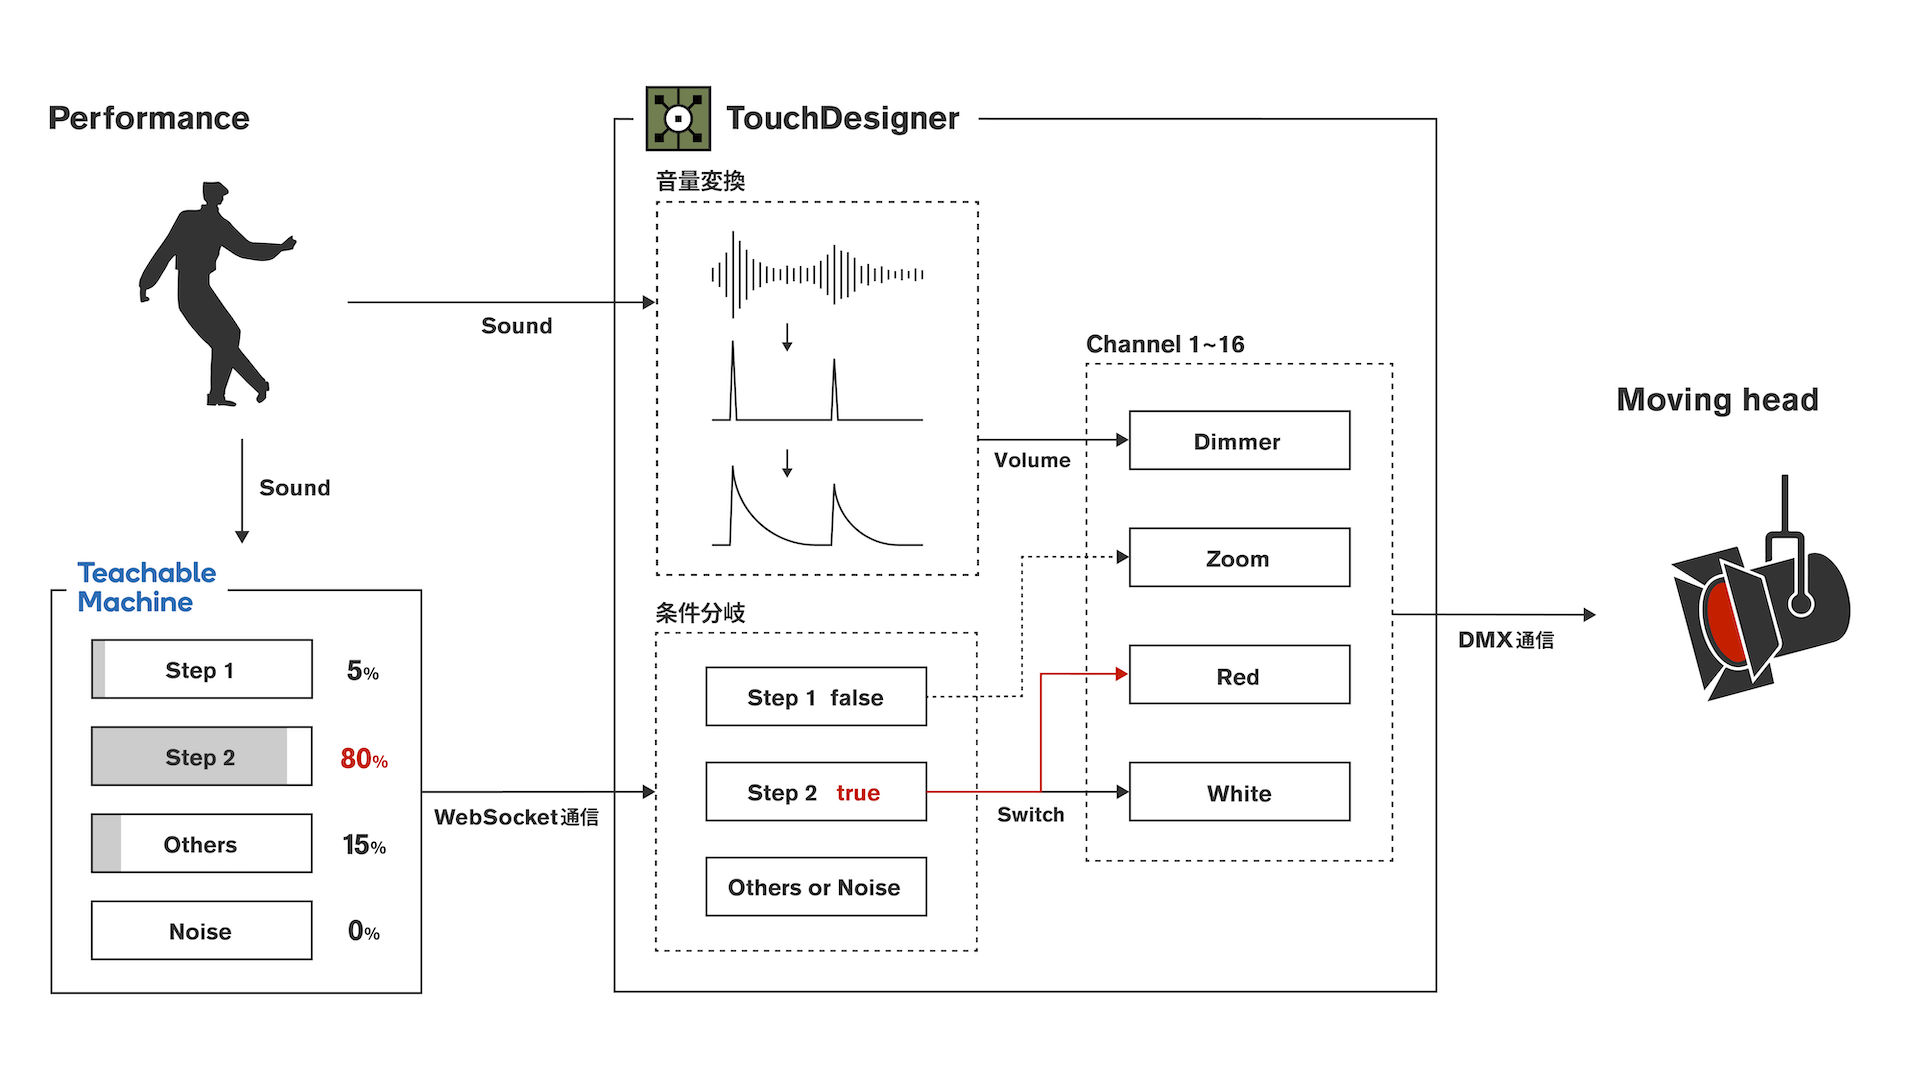 Performance
Sound
Sound
Teachable
Machine
Step 1 5%
Step 2 80%
Others 15%
Noise 0%
WebSocket通信
TouchDesigner
音量変換
Volume
条件分岐
Step 1 false
Step 2 true
Others or Noise
Switch
Channel 1~16
Dimmer
Zoom
Red
White
DMX通信
Moving head